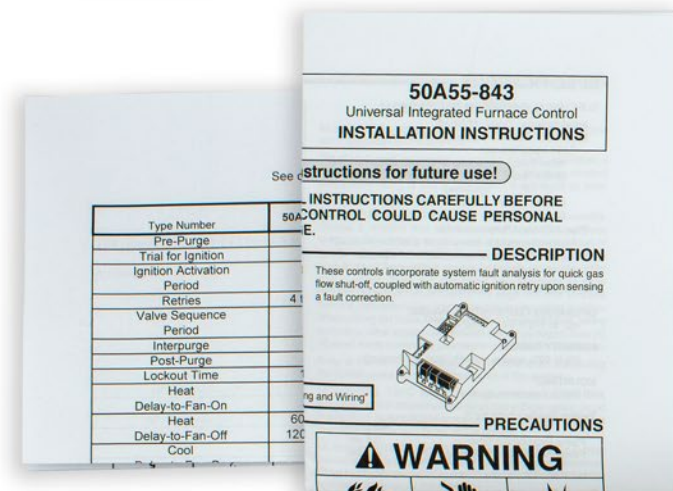 See
Type Number
Pre-Purge
Trial for Ignition
Ignition Activation
Period
Retries 4
Valve Sequence
Period
Interpurge
Post-Purge
Lockout Time
Heat
Delay-to-Fan-On
Heat 60
Delay-to-Fan-Off 120
Cool
50A55-843
Universal Integrated Furnace Control
INSTALLATION INSTRUCTIONS
structions for future use!
INSTRUCTIONS CAREFULLY BEFORE
CONTROL COULD CAUSE PERSONAL
E.
DESCRIPTION
These controls incorporate system fault analysis for quick gas
flow shut-off, coupled with automatic ignition retry upon sensing
a fault correction.
ng and Wiring"
PRECAUTIONS
WARNING